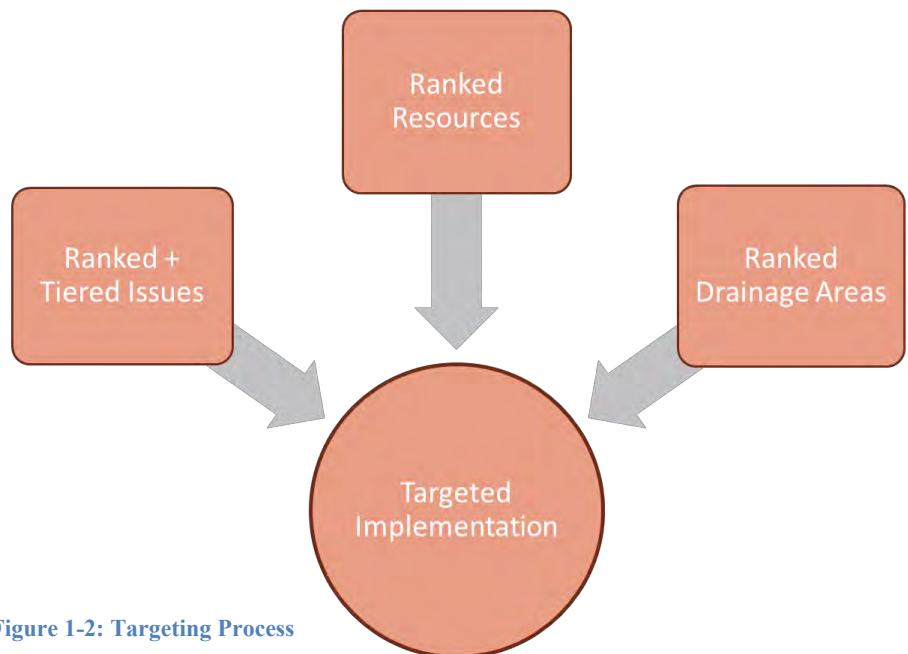 Ranked
Resources
Ranked +
Tiered Issues
Ranked
Drainage Areas
Targeted
Implementation
Figure 1-2: Targeting Process